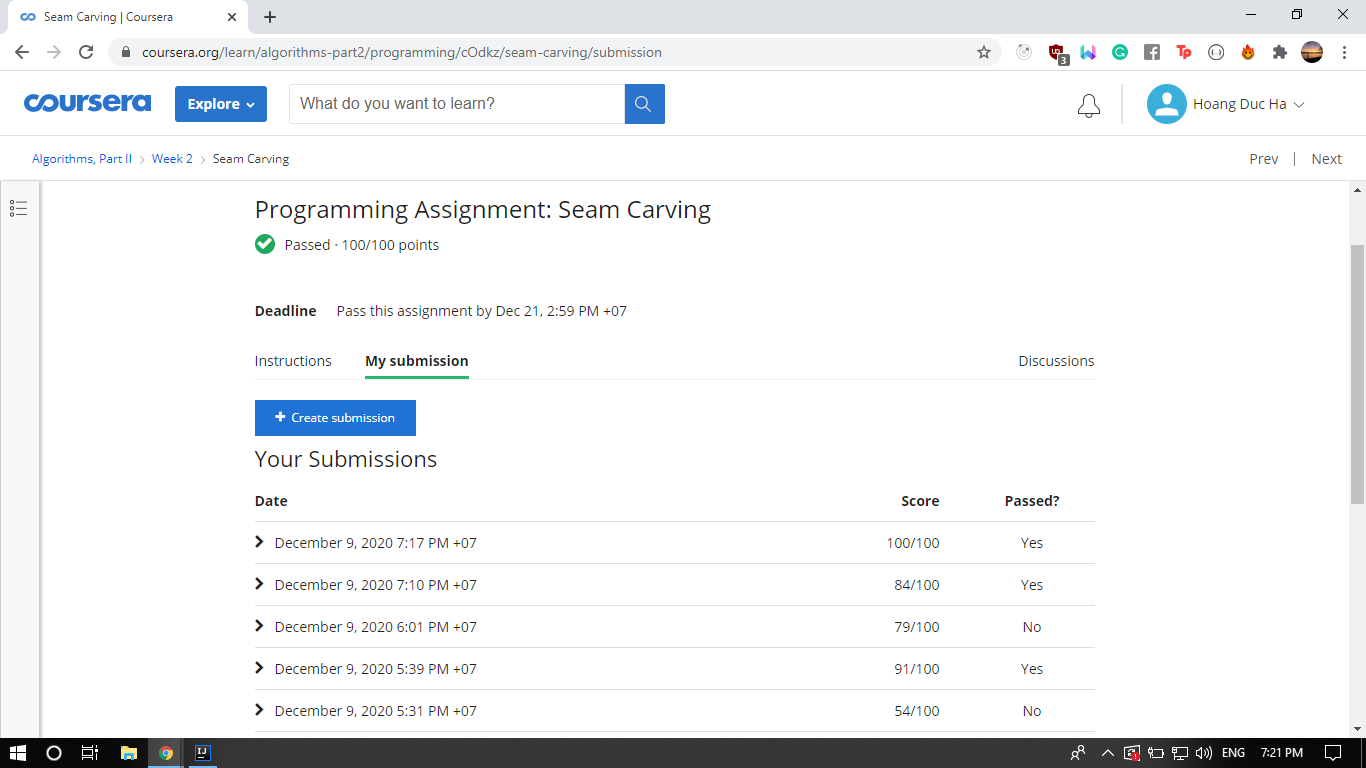 Seam Carving | Coursera
coursera.org/learn/algorithms-part2/programming/cOdkz/seam-carving/submission
3
coursera
Explore
What do you want to learn?
Hoang Duc Ha
Algorithms, Part II > Week 2 > Seam Carving
Prev | Next
Programming Assignment: Seam Carving
Passed · 100/100 points
Deadline Pass this assignment by Dec 21, 2:59 PM +07
Instructions My submission Discussions
+ Create submission
Your Submissions
Date Score Passed?
December 9, 2020 7:17 PM +07 100/100 Yes
December 9, 2020 7:10 PM +07 84/100 Yes
December 9, 2020 6:01 PM +07 79/100 No
December 9, 2020 5:39 PM +07 91/100 Yes
December 9, 2020 5:31 PM +07 54/100 No
IJ ENG 7:21 PM